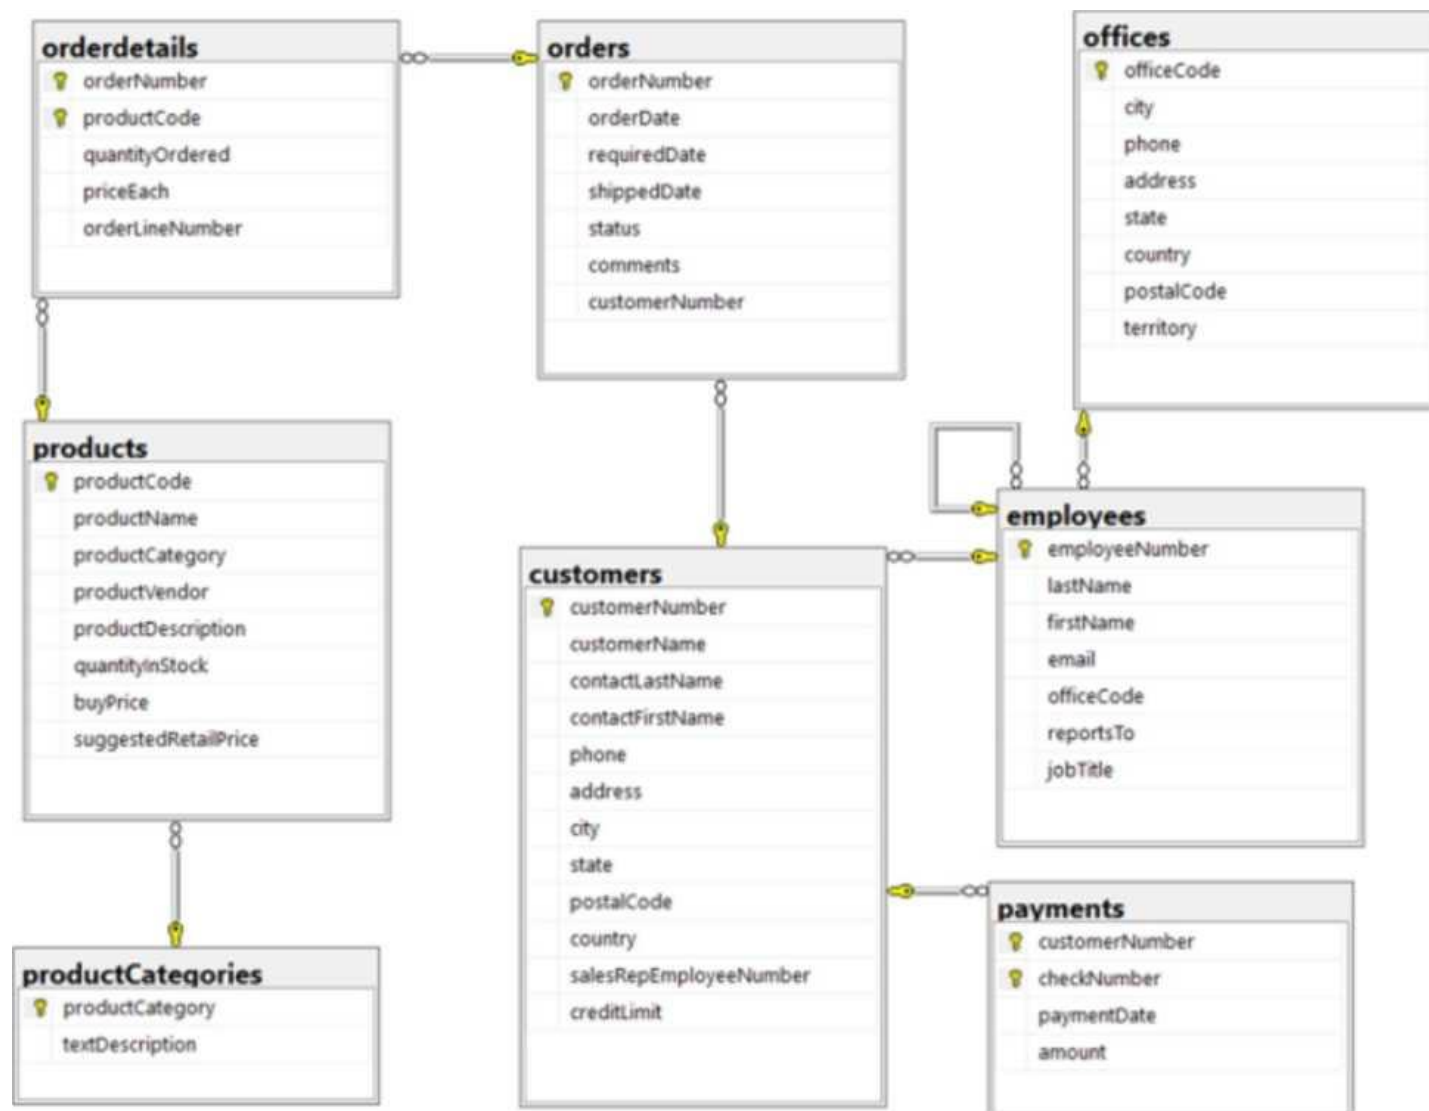 orderdetails
orderNumber
productCode
quantityOrdered
priceEach
orderLineNumber
orders
orderNumber
orderDate
requiredDate
shippedDate
status
comments
customerNumber
offices
officeCode
city
phone
address
state
country
postalCode
territory
products
productCode
productName
productCategory
productVendor
productDescription
quantityInStock
buyPrice
suggestedRetailPrice
customers
customerNumber
customerName
contactLastName
contactFirstName
phone
address
city
state
postalCode
country
salesRepEmployeeNumber
creditLimit
employees
employeeNumber
lastName
firstName
email
officeCode
reportsTo
jobTitle
productCategories
productCategory
textDescription
payments
customerNumber
checkNumber
paymentDate
amount